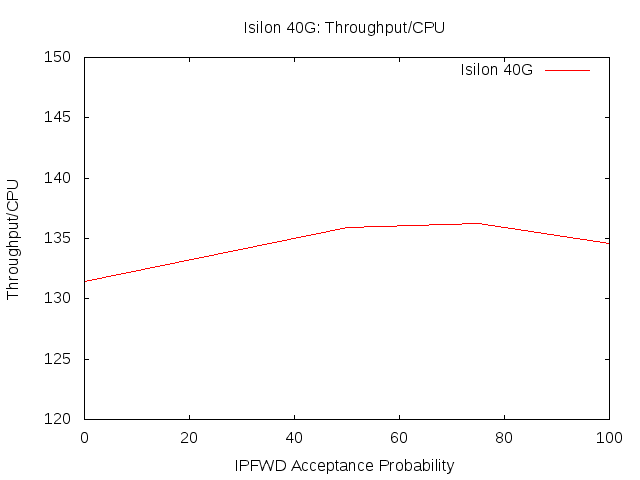 Isilon 40G: Throughput/CPU
Isilon 40G
150
145
140
135
130
125
120
Throughput/CPU
0 20 40 60 80 100
IPFWD Acceptance Probability